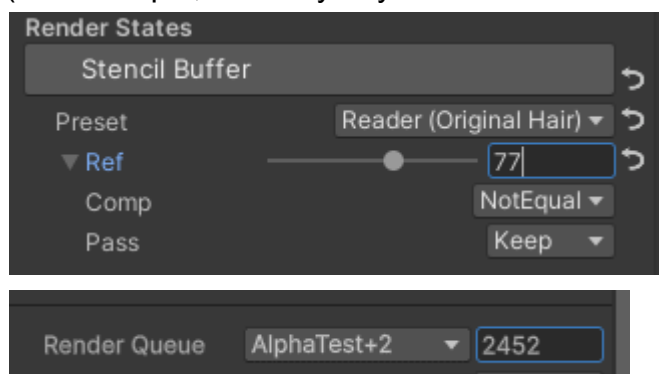 Render States
Stencil Buffer
Preset Reader (Original Hair)
Ref 77
Comp NotEqual
Pass Keep
Render Queue AlphaTest+2 2452